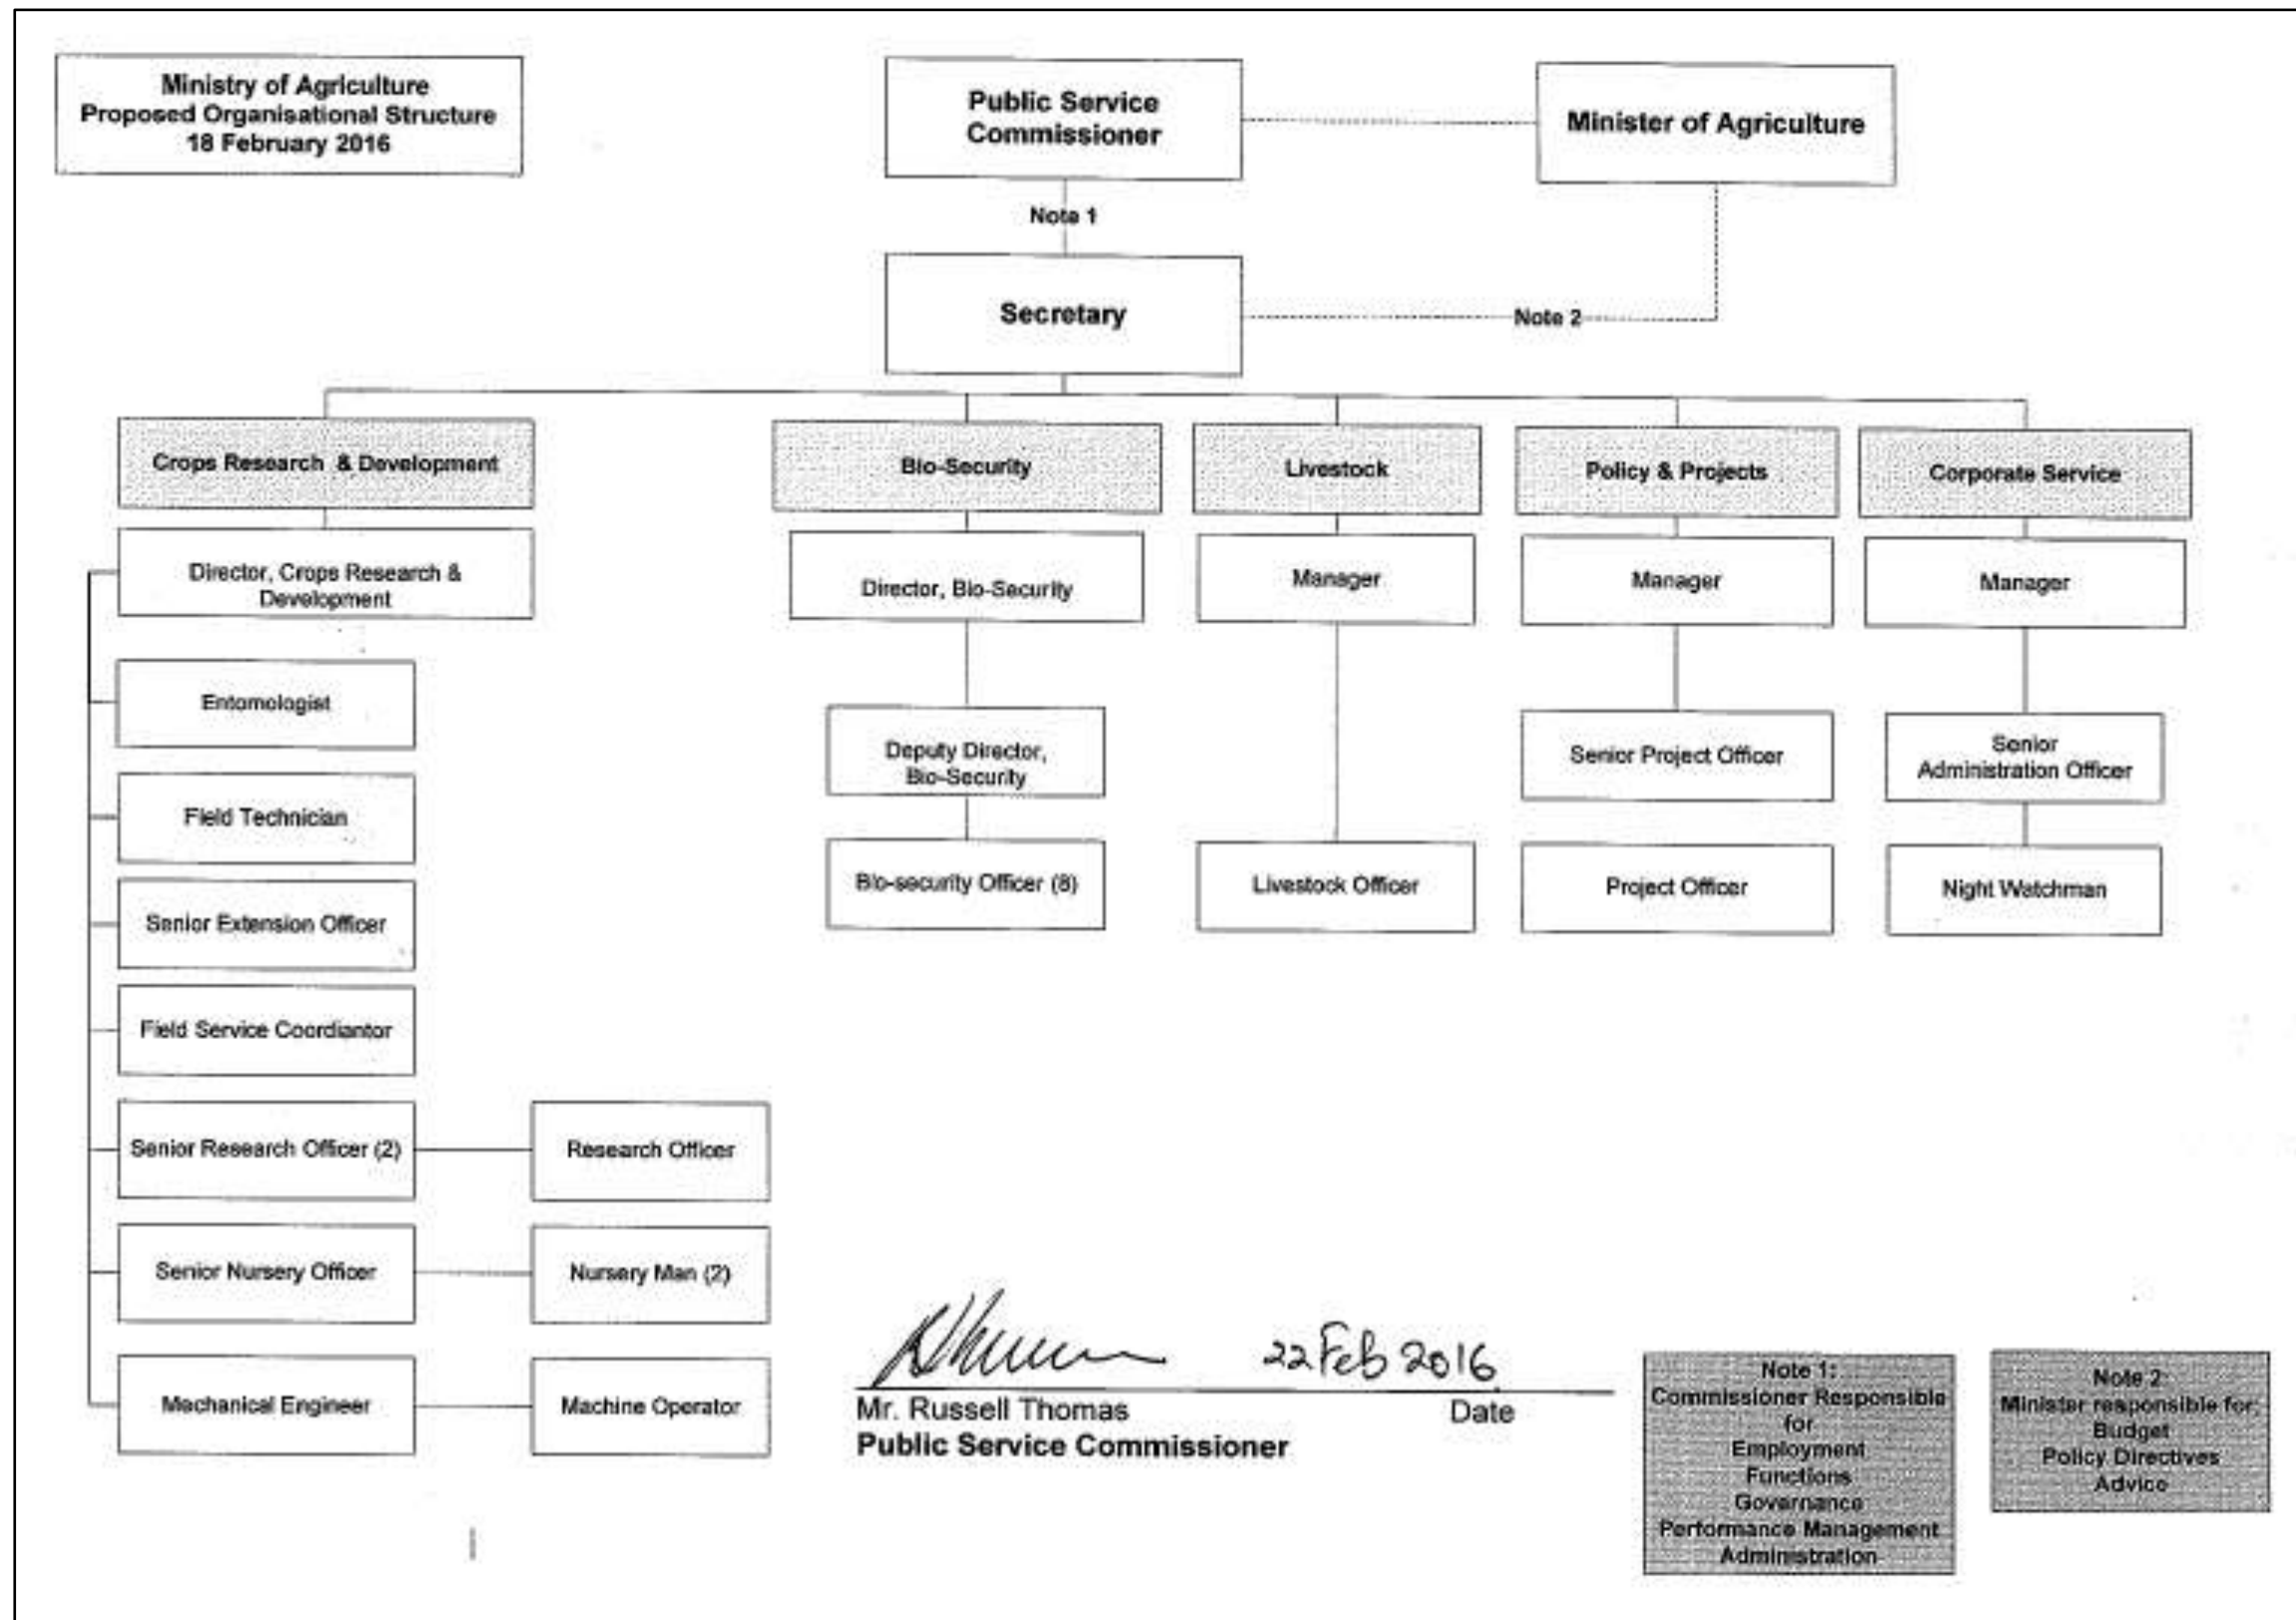 Ministry of Agriculture
Proposed Organisational Structure
18 February 2016
Public Service
Commissioner
Minister of Agriculture
Note 1
Secretary
Note 2
Crops Research & Development
Bio-Security
Livestock
Policy & Projects
Corporate Service
Director, Crops Research &
Development
Director, Bio-Security
Manager
Manager
Manager
Entomologist
Deputy Director,
Bio-Security
Senior Project Officer
Senior
Administration Officer
Field Technician
Bio-security Officer (8)
Livestock Officer
Project Officer
Night Watchman
Senior Extension Officer
Field Service Coordiantor
Senior Research Officer (2)
Research Officer
Senior Nursery Officer
Nursery Man (2)
Mechanical Engineer
Machine Operator
22 Feb 2016
Mr. Russell Thomas
Date
Public Service Commissioner
Note 1:
Commissioner Responsible
for
Employment
Functions
Governance
Performance Management
Administration
Note 2:
Minister responsible for:
Budget
Policy Directives
Advice